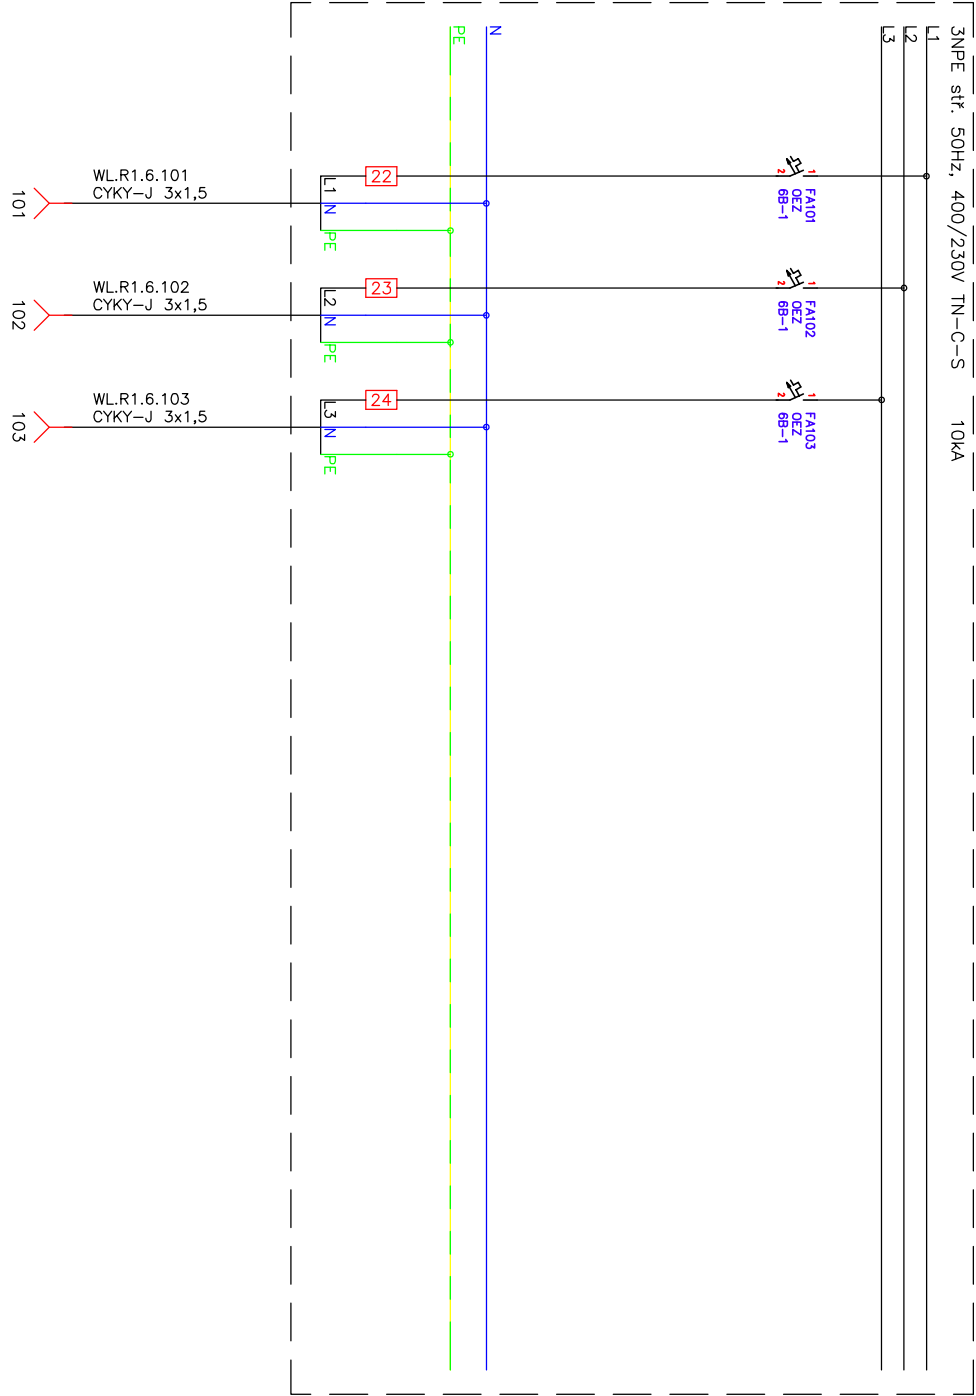 3NPE stř. 50Hz, 400/230V TN-C-S 10kA
L1
L2
L3
N
PE
1
2
FA101
OEZ
6B-1
22
L1
N
PE
WL.R1.6.101
CYKY-J 3x1,5
101
1
2
FA102
OEZ
6B-1
23
L2
N
PE
WL.R1.6.102
CYKY-J 3x1,5
102
1
2
FA103
OEZ
6B-1
24
L3
N
PE
WL.R1.6.103
CYKY-J 3x1,5
103